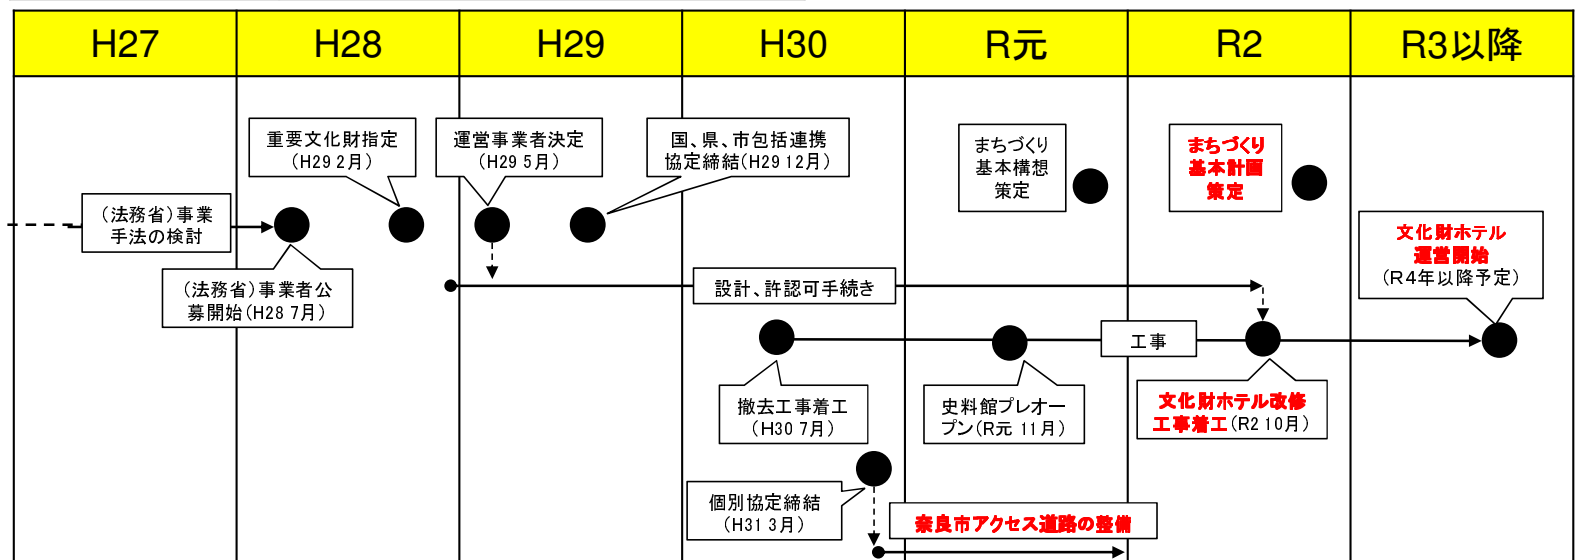 H27
H28
H29
H30
R元
R2
R3以降
重要文化財指定
(H29 2月)
運営事業者決定
(H29 5月)
国、県、市包括連携
協定締結(H29 12月)
まちづくり
基本構想
策定
まちづくり
基本計画
策定
(法務省)事業
手法の検討
文化財ホテル
運営開始
(R4年以降予定)
(法務省)事業者公
募開始(H28 7月)
設計、許認可手続き
工事
撤去工事着工
(H30 7月)
史料館プレオー
プン(R元 11月)
文化財ホテル改修
工事着工(R2 10月)
個別協定締結
(H31 3月)
奈良市アクセス道路の整備